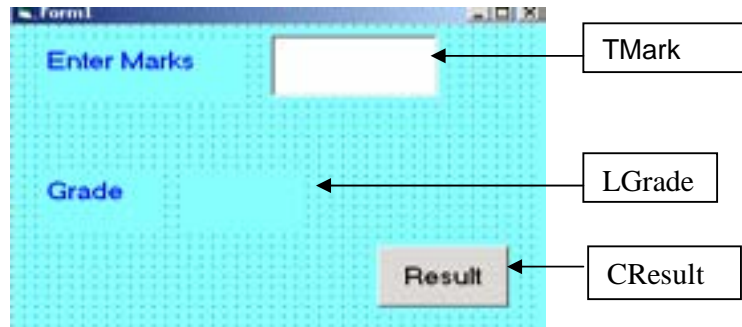 Form1
Enter Marks
TMark
Grade
LGrade
Result
CResult